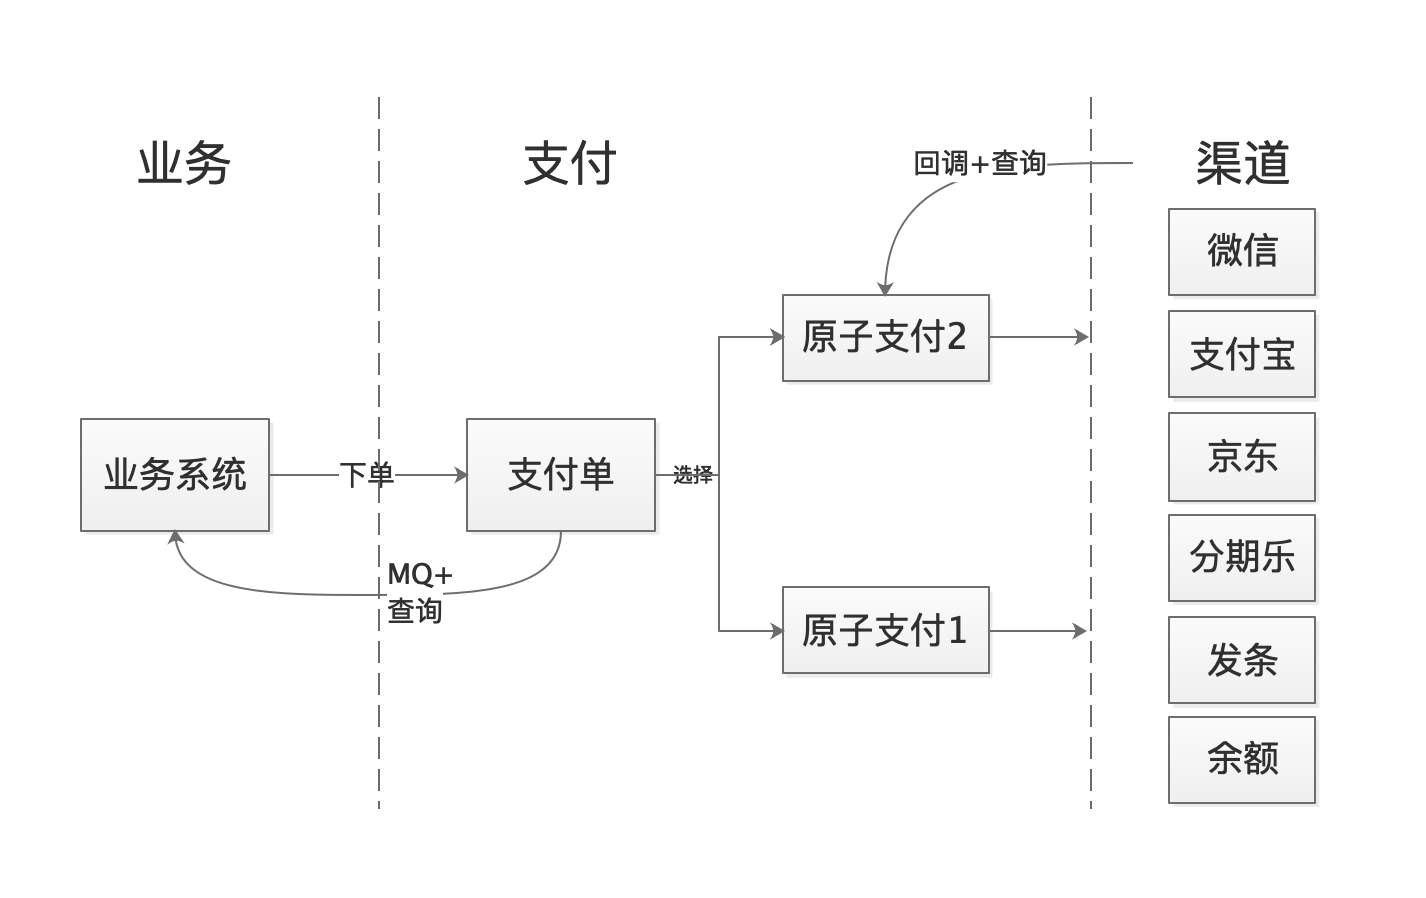 业务
支付
渠道
回调+查询
微信
支付宝
京东
分期乐
发条
余额
原子支付2
业务系统
下单
支付单
选择
MQ+
查询
原子支付1